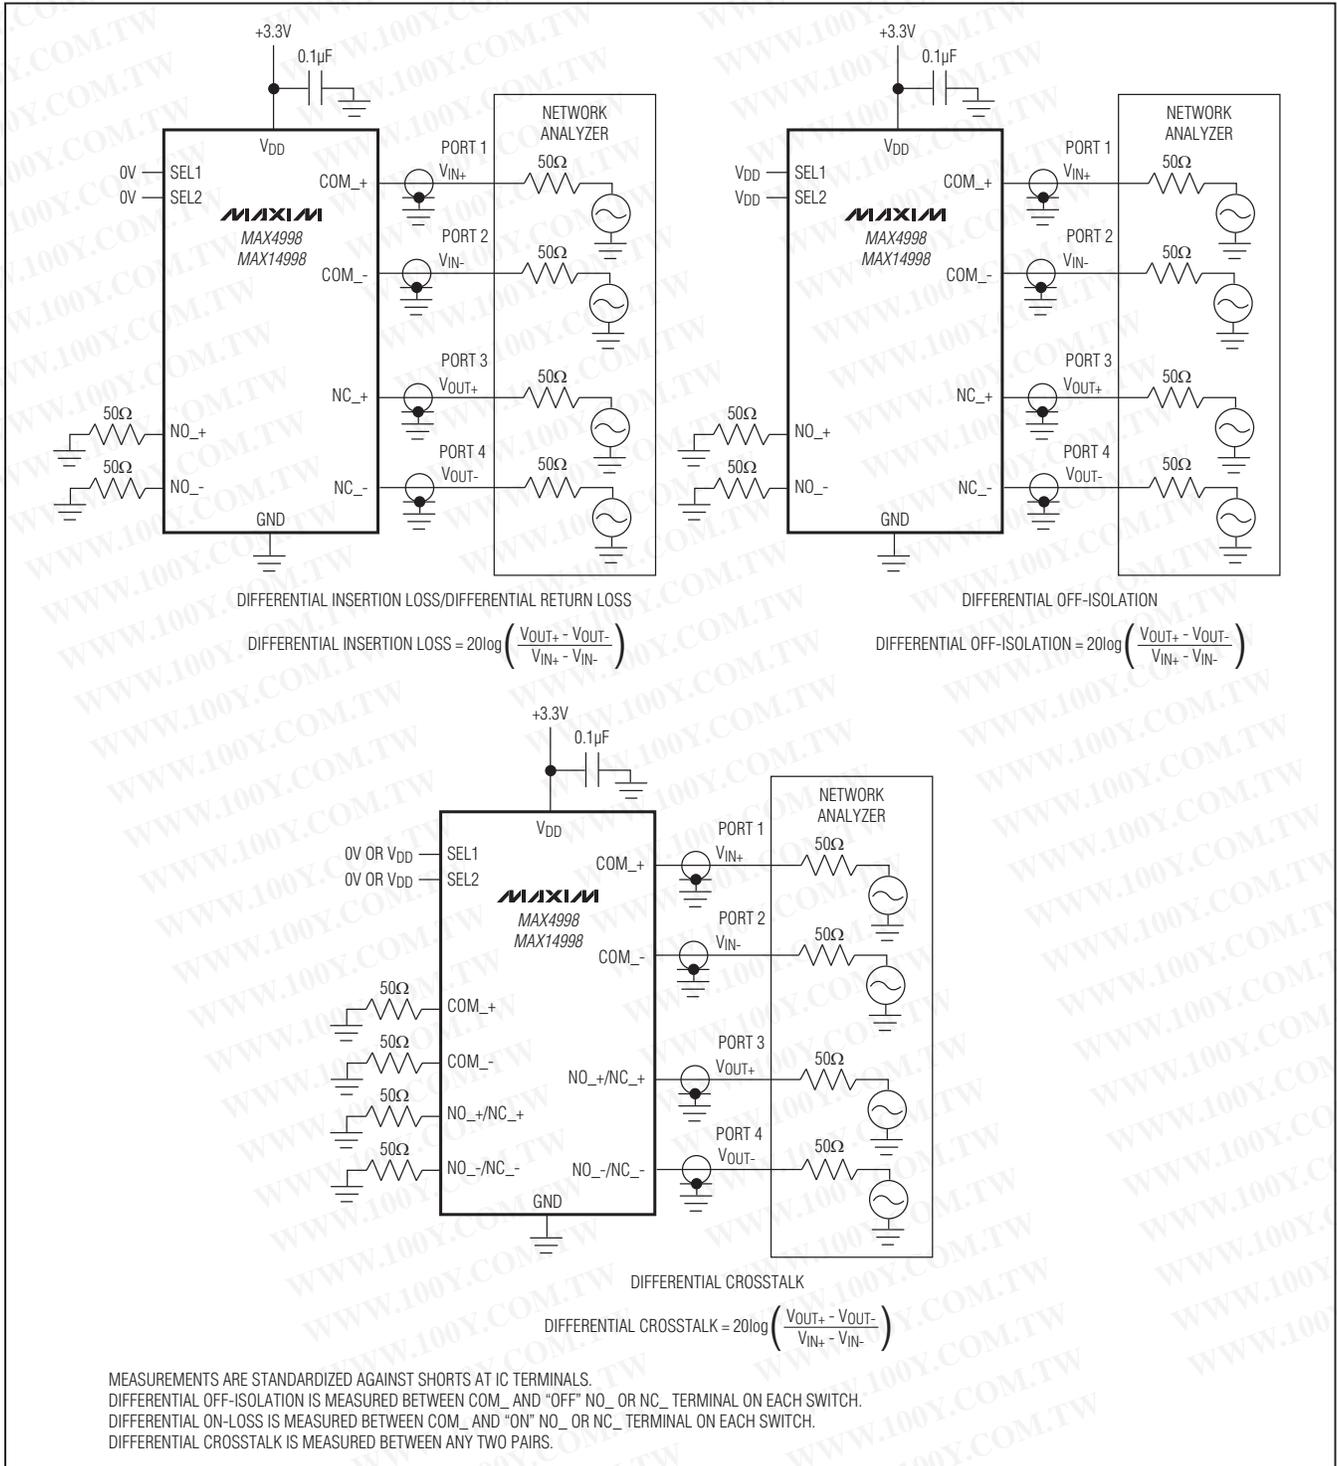 +3.3V
0.1µF
NETWORK
ANALYZER
VDD
0V SEL1
0V SEL2
MAXIM
MAX4998
MAX14998
COM_+
PORT 1
VIN+
50Ω
COM_-
PORT 2
VIN-
50Ω
NC_+
PORT 3
VOUT+
50Ω
NC_-
PORT 4
VOUT-
50Ω
50Ω
NO_+
50Ω
NO_-
GND
DIFFERENTIAL INSERTION LOSS/DIFFERENTIAL RETURN LOSS
DIFFERENTIAL INSERTION LOSS = 20log(VOUT+ - VOUT- / VIN+ - VIN-)
+3.3V
0.1µF
NETWORK
ANALYZER
VDD
VDD SEL1
VDD SEL2
MAXIM
MAX4998
MAX14998
COM_+
PORT 1
VIN+
50Ω
COM_-
PORT 2
VIN-
50Ω
NC_+
PORT 3
VOUT+
50Ω
NC_-
PORT 4
VOUT-
50Ω
50Ω
NO_+
50Ω
NO_-
GND
DIFFERENTIAL OFF-ISOLATION
DIFFERENTIAL OFF-ISOLATION = 20log(VOUT+ - VOUT- / VIN+ - VIN-)
+3.3V
0.1µF
NETWORK
ANALYZER
VDD
0V OR VDD SEL1
0V OR VDD SEL2
MAXIM
MAX4998
MAX14998
COM_+
PORT 1
VIN+
50Ω
COM_-
PORT 2
VIN-
50Ω
50Ω
COM_+
50Ω
COM_-
50Ω
NO_+/NC_+
50Ω
NO_-/NC_-
NO_+/NC_+
PORT 3
VOUT+
50Ω
NO_-/NC_-
PORT 4
VOUT-
50Ω
GND
DIFFERENTIAL CROSSTALK
DIFFERENTIAL CROSSTALK = 20log(VOUT+ - VOUT- / VIN+ - VIN-)
MEASUREMENTS ARE STANDARDIZED AGAINST SHORTS AT IC TERMINALS.
DIFFERENTIAL OFF-ISOLATION IS MEASURED BETWEEN COM_ AND “OFF” NO_ OR NC_ TERMINAL ON EACH SWITCH.
DIFFERENTIAL ON-LOSS IS MEASURED BETWEEN COM_ AND “ON” NO_ OR NC_ TERMINAL ON EACH SWITCH.
DIFFERENTIAL CROSSTALK IS MEASURED BETWEEN ANY TWO PAIRS.
WWW.100Y.COM.TW